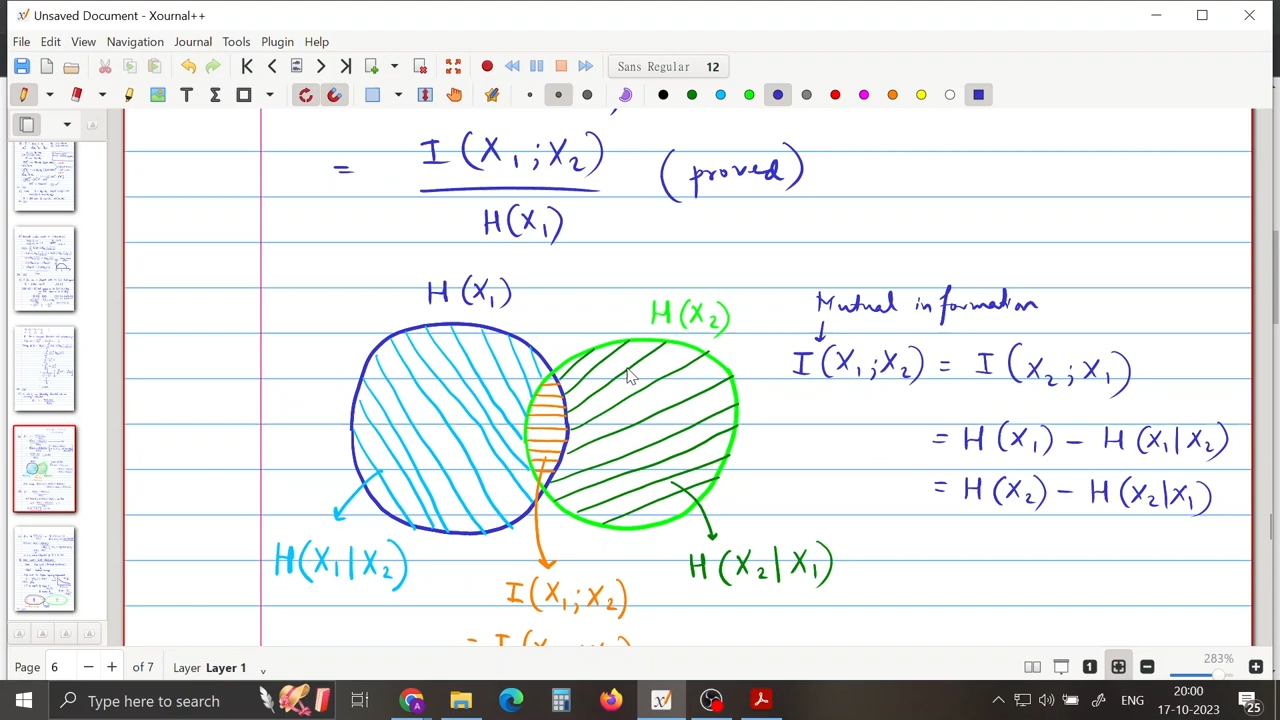 Unsaved Document - Xournal++
File Edit View Navigation Journal Tools Plugin Help
Sans Regular 12
= I(X₁;X₂) / H(X₁) (proved)
H(X₁)
H(X₂)
Mutual information
I(X₁;X₂) = I(X₂;X₁)
= H(X₁) - H(X₁|X₂)
= H(X₂) - H(X₂|X₁)
H(X₁|X₂)
H(X₂|X₁)
I(X₁;X₂)
Page 6 of 7 Layer Layer 1
283%
Type here to search
ENG
20:00
17-10-2023
25